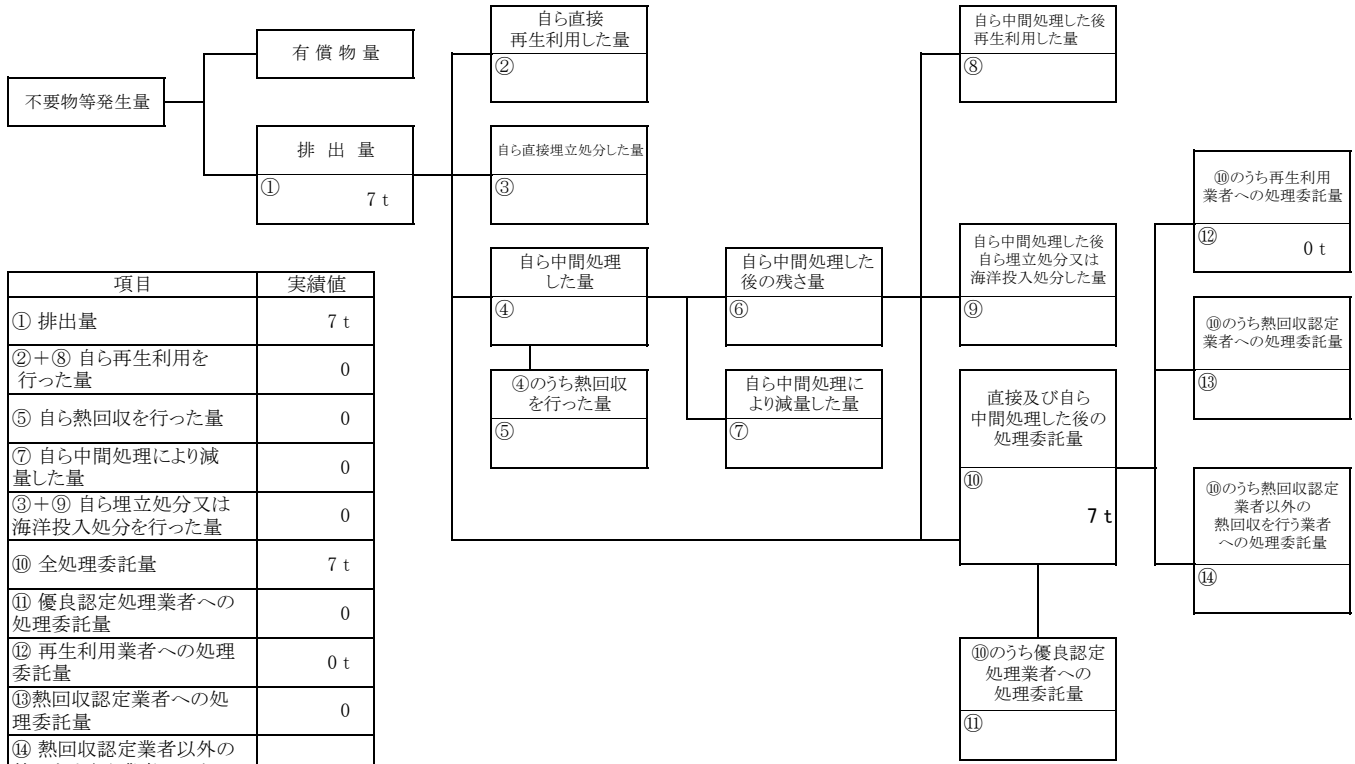 自ら直接
再生利用した量
②
自ら中間処理した後
再生利用した量
⑧
有 償 物 量
不要物等発生量
排 出 量
①
7 t
自ら直接埋立処分した量
③
⑩のうち再生利用
業者への処理委託量
⑫
0 t
自ら中間処理
した量
④
自ら中間処理した
後の残さ量
⑥
自ら中間処理した後
自ら埋立処分又は
海洋投入処分した量
⑨
⑩のうち熱回収認定
業者への処理委託量
⑬
④のうち熱回収
を行った量
⑤
自ら中間処理に
より減量した量
⑦
直接及び自ら
中間処理した後の
処理委託量
⑩
7 t
⑩のうち熱回収認定
業者以外の
熱回収を行う業者
への処理委託量
⑭
⑩のうち優良認定
処理業者への
処理委託量
⑪
項目 実績値
① 排出量 7 t
②+⑧ 自ら再生利用を
行った量 0
⑤ 自ら熱回収を行った量 0
⑦ 自ら中間処理により減
量した量 0
③+⑨ 自ら埋立処分又は
海洋投入処分を行った量 0
⑩ 全処理委託量 7 t
⑪ 優良認定処理業者への
処理委託量 0
⑫ 再生利用業者への処理
委託量 0 t
⑬熱回収認定業者への処
理委託量 0
⑭ 熱回収認定業者以外の